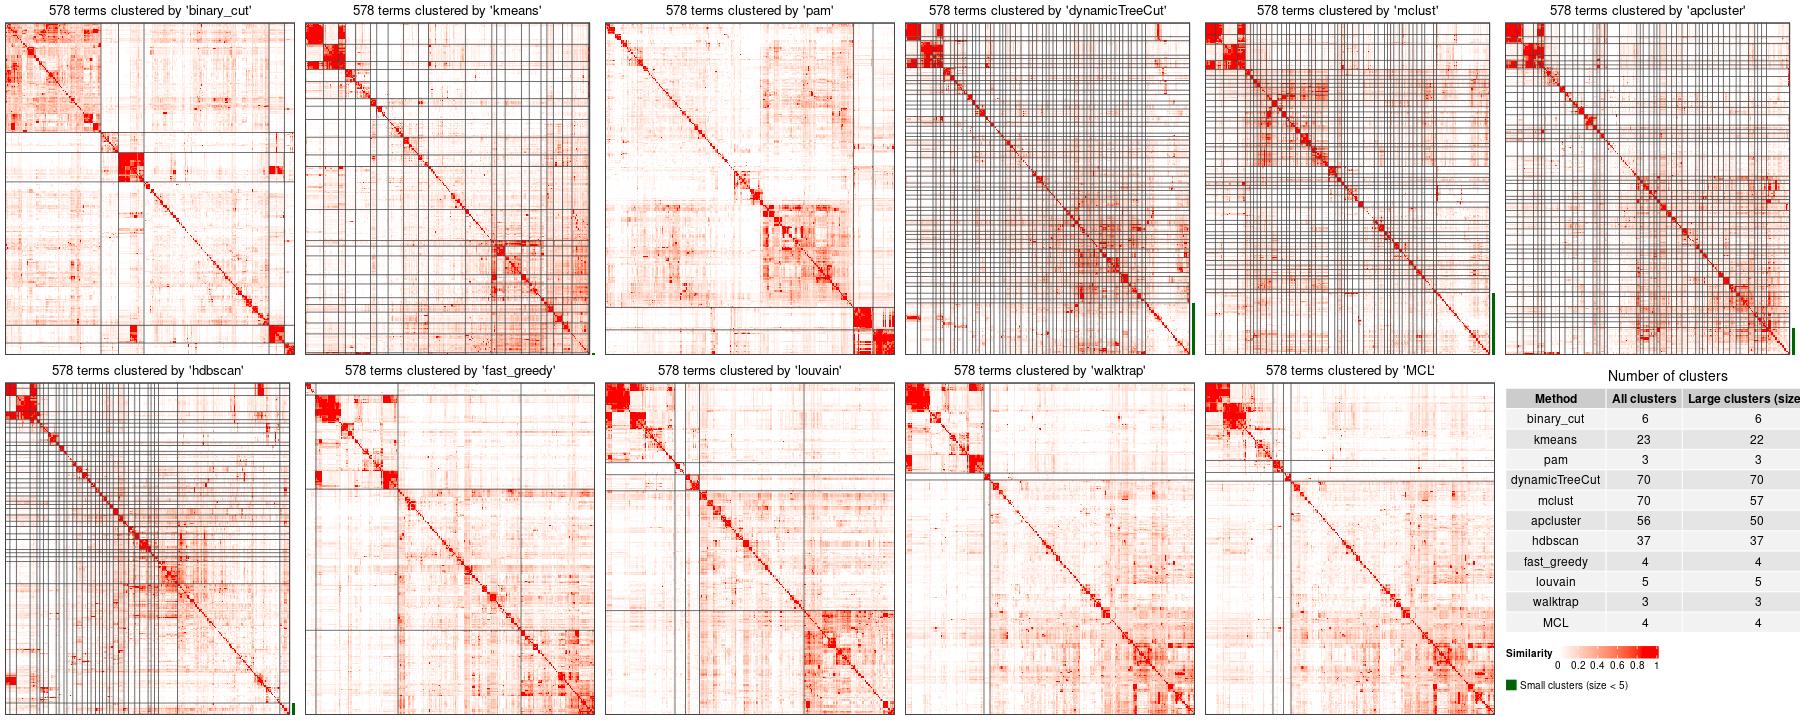 578 terms clustered by 'binary_cut'
578 terms clustered by 'kmeans'
578 terms clustered by 'pam'
578 terms clustered by 'dynamicTreeCut'
578 terms clustered by 'mclust'
578 terms clustered by 'apcluster'
578 terms clustered by 'hdbscan'
578 terms clustered by 'fast_greedy'
578 terms clustered by 'louvain'
578 terms clustered by 'walktrap'
578 terms clustered by 'MCL'
Number of clusters
Method All clusters Large clusters (size
binary_cut 6 6
kmeans 23 22
pam 3 3
dynamicTreeCut 70 70
mclust 70 57
apcluster 56 50
hdbscan 37 37
fast_greedy 4 4
louvain 5 5
walktrap 3 3
MCL 4 4
Similarity
0 0.2 0.4 0.6 0.8 1
Small clusters (size < 5)